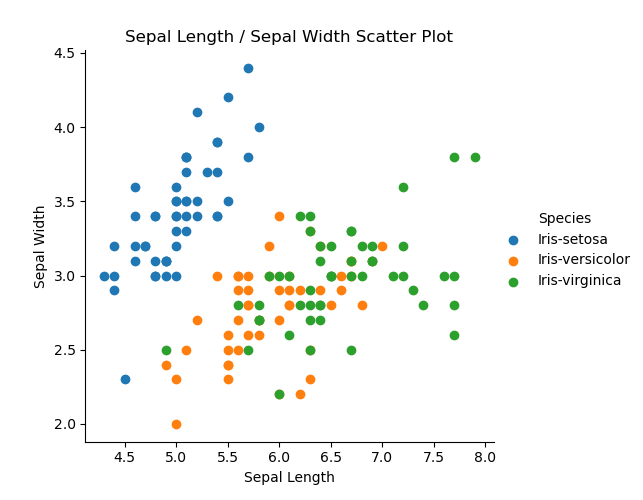 Sepal Length / Sepal Width Scatter Plot
4.5
4.0
3.5
3.0
2.5
2.0
Sepal Width
4.5 5.0 5.5 6.0 6.5 7.0 7.5 8.0
Sepal Length
Species
Iris-setosa
Iris-versicolor
Iris-virginica